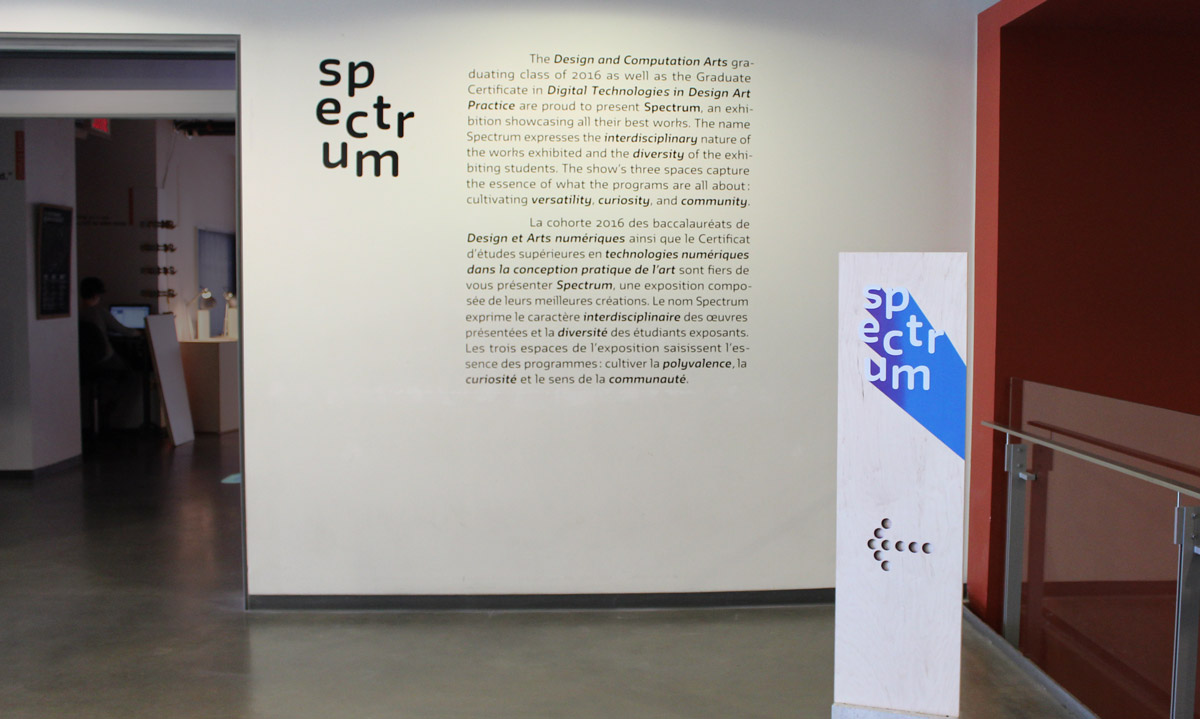 sp
ectr
um
The Design and Computation Arts gra-
duating class of 2016 as well as the Graduate
Certificate in Digital Technologies in Design Art
Practice are proud to present Spectrum, an exhi-
bition showcasing all their best works. The name
Spectrum expresses the interdisciplinary nature of
the works exhibited and the diversity of the exhi-
biting students. The show's three spaces capture
the essence of what the programs are all about:
cultivating versatility, curiosity, and community.
La cohorte 2016 des baccalauréats de
Design et Arts numériques ainsi que le Certificat
d'études supérieures en technologies numériques
dans la conception pratique de l'art sont fiers de
vous présenter Spectrum, une exposition compo-
sée de leurs meilleures créations. Le nom Spectrum
exprime le caractère interdisciplinaire des œuvres
présentées et la diversité des étudiants exposants.
Les trois espaces de l'exposition saisissent l'es-
sence des programmes : cultiver la polyvalence, la
curiosité et le sens de la communauté.
sp
ectr
um